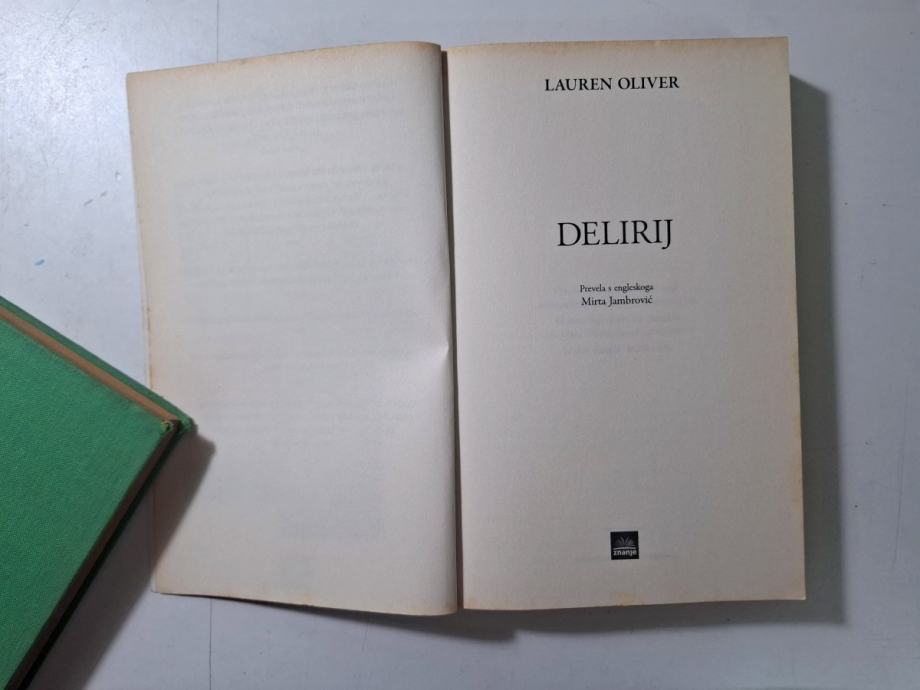 LAUREN OLIVER
DELIRIJ
Prevela s engleskoga
Mirta Jambrović
znanje